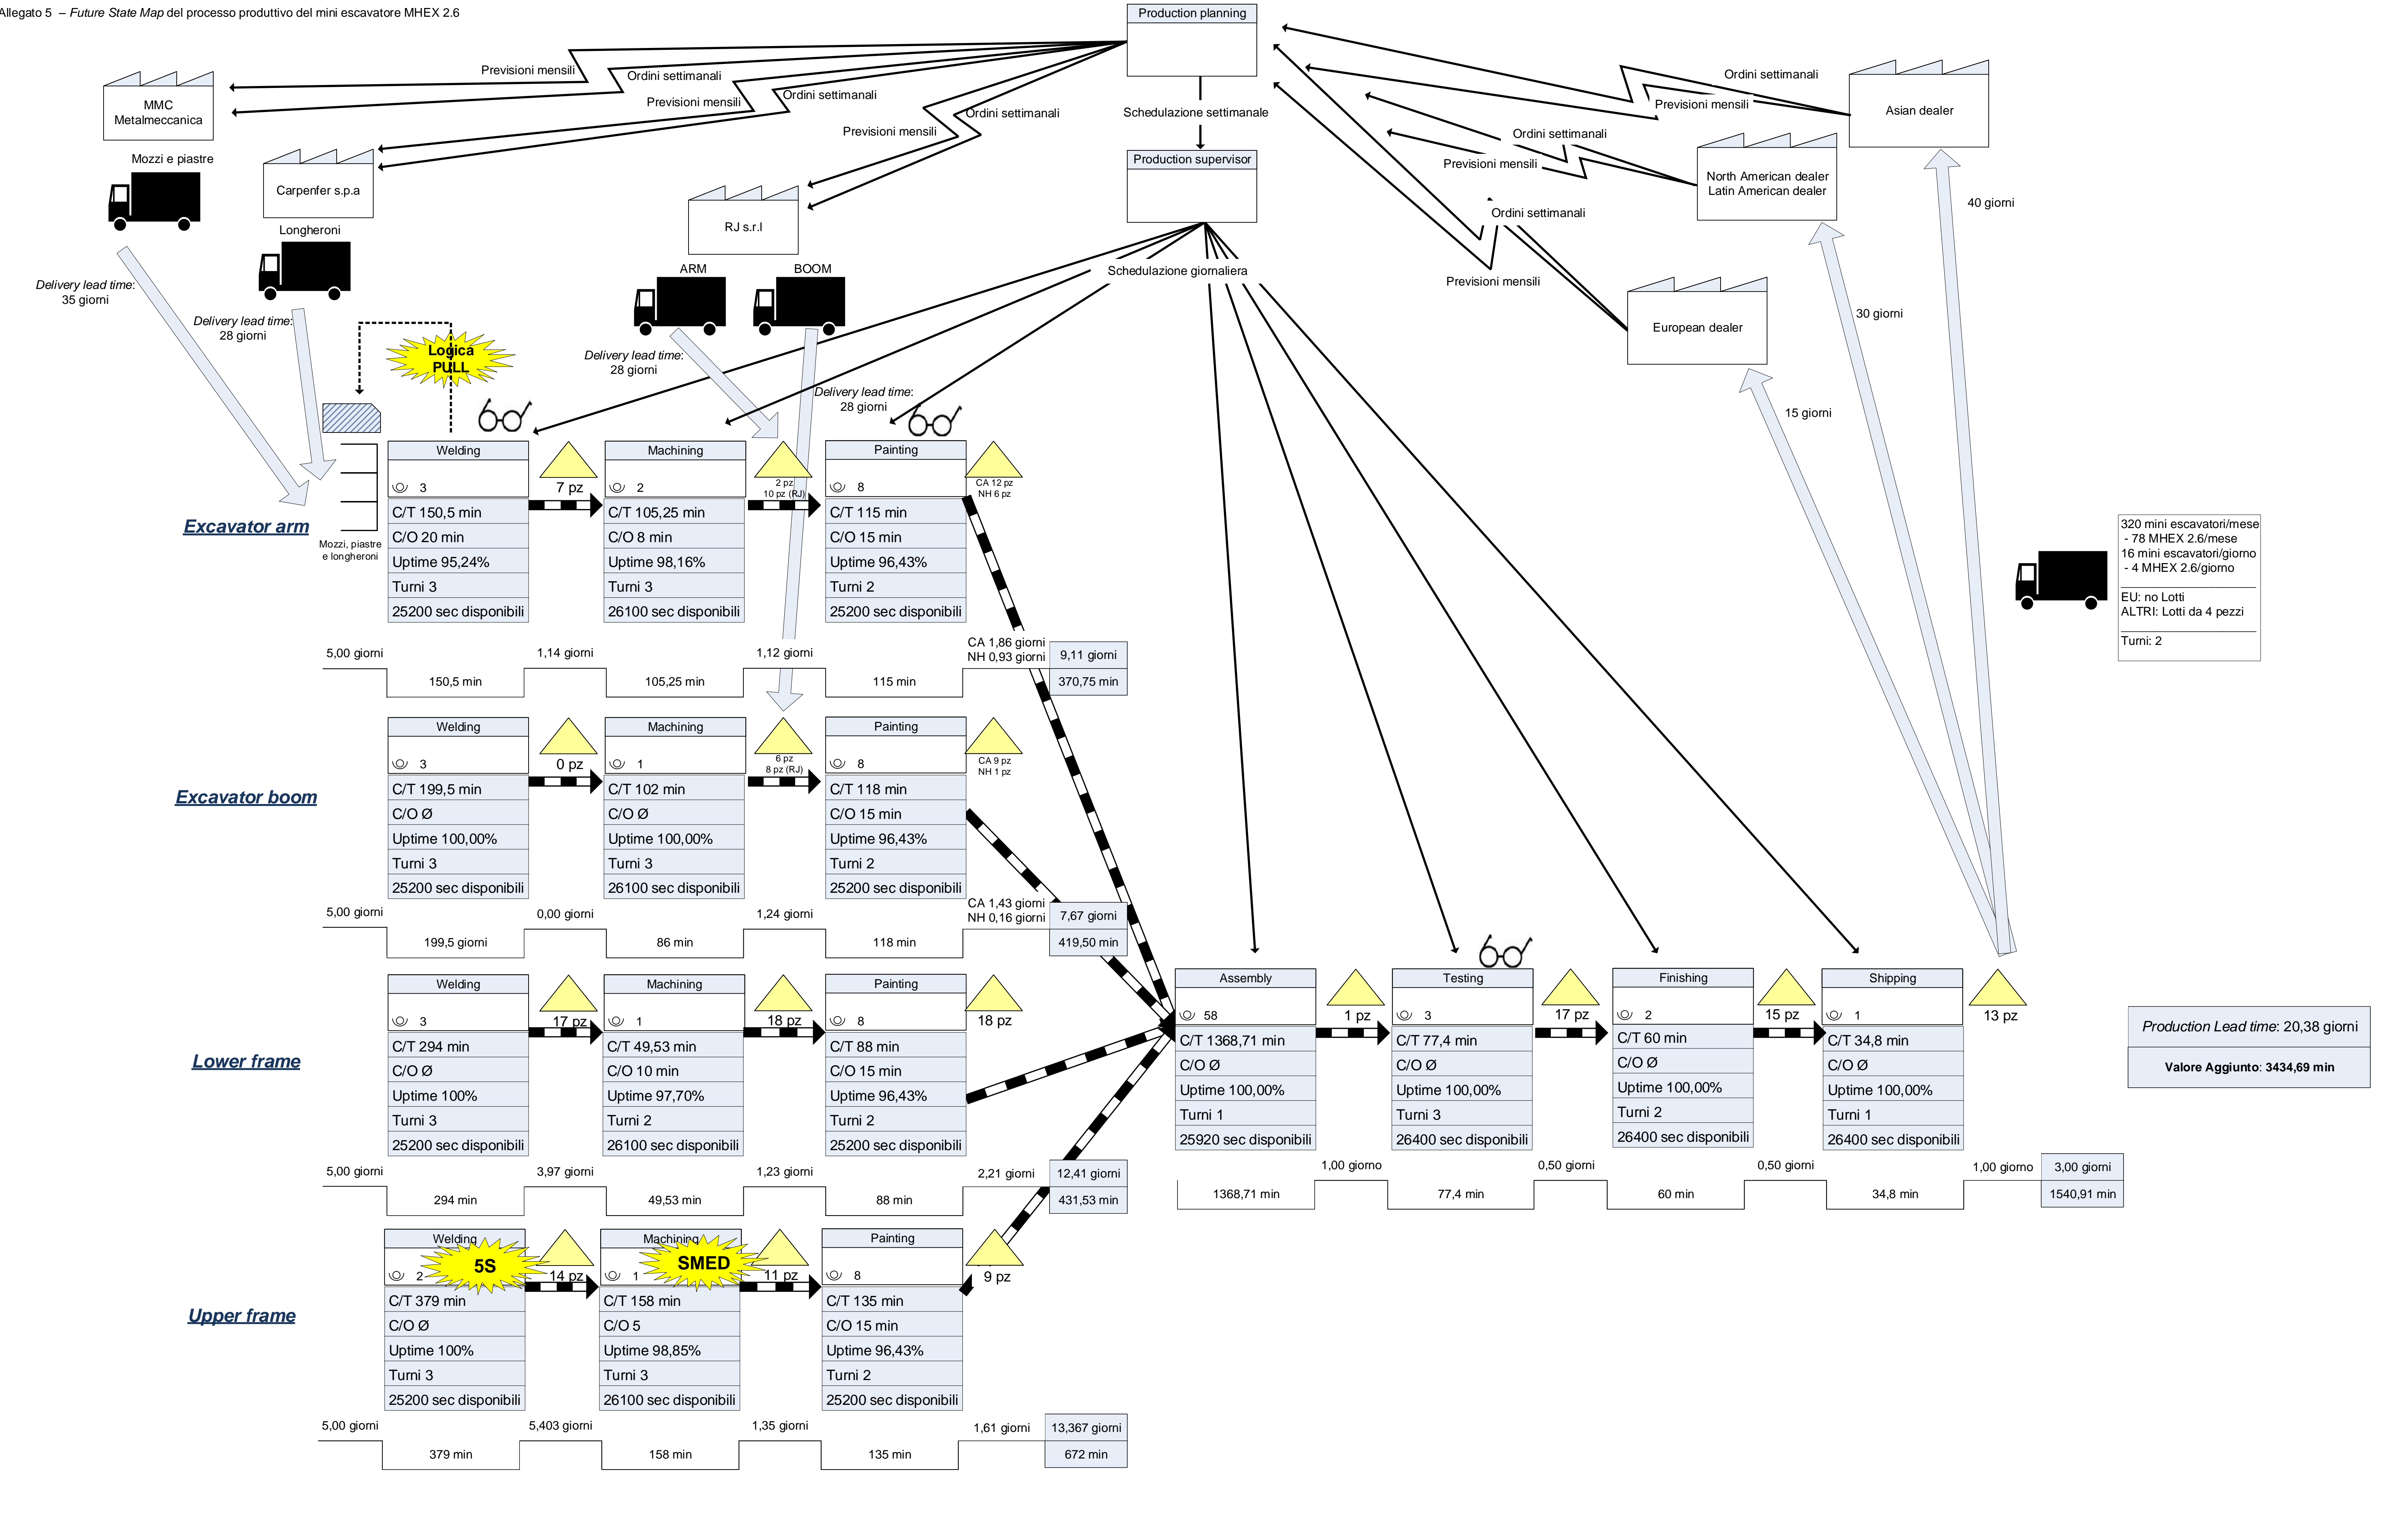 Allegato 5 – Future State Map del processo produttivo del mini escavatore MHEX 2.6
Production planning
Previsioni mensili
Ordini settimanali
Previsioni mensili
Ordini settimanali
Previsioni mensili
Ordini settimanali
Schedulazione settimanale
Production supervisor
Schedulazione giornaliera
Ordini settimanali
Previsioni mensili
Ordini settimanali
Previsioni mensili
Ordini settimanali
Previsioni mensili
MMC
Metalmeccanica
Mozzi e piastre
Carpenfer s.p.a
Longheroni
RJ s.r.l
ARM
BOOM
Asian dealer
North American dealer
Latin American dealer
European dealer
40 giorni
30 giorni
15 giorni
Delivery lead time:
35 giorni
Delivery lead time:
28 giorni
Delivery lead time:
28 giorni
Delivery lead time:
28 giorni
Logica
PULL
Excavator arm
Mozzi, piastre
e longheroni
Welding
3
C/T 150,5 min
C/O 20 min
Uptime 95,24%
Turni 3
25200 sec disponibili
7 pz
Machining
2
C/T 105,25 min
C/O 8 min
Uptime 98,16%
Turni 3
26100 sec disponibili
2 pz
10 pz (RJ)
Painting
8
C/T 115 min
C/O 15 min
Uptime 96,43%
Turni 2
25200 sec disponibili
CA 12 pz
NH 6 pz
5,00 giorni
150,5 min
1,14 giorni
105,25 min
1,12 giorni
115 min
CA 1,86 giorni
NH 0,93 giorni
9,11 giorni
370,75 min
320 mini escavatori/mese
- 78 MHEX 2.6/mese
16 mini escavatori/giorno
- 4 MHEX 2.6/giorno
EU: no Lotti
ALTRI: Lotti da 4 pezzi
Turni: 2
Excavator boom
Welding
3
C/T 199,5 min
C/O Ø
Uptime 100,00%
Turni 3
25200 sec disponibili
0 pz
Machining
1
C/T 102 min
C/O Ø
Uptime 100,00%
Turni 3
26100 sec disponibili
6 pz
8 pz (RJ)
Painting
8
C/T 118 min
C/O 15 min
Uptime 96,43%
Turni 2
25200 sec disponibili
CA 9 pz
NH 1 pz
5,00 giorni
199,5 giorni
0,00 giorni
86 min
1,24 giorni
118 min
CA 1,43 giorni
NH 0,16 giorni
7,67 giorni
419,50 min
Lower frame
Welding
3
C/T 294 min
C/O Ø
Uptime 100%
Turni 3
25200 sec disponibili
17 pz
Machining
1
C/T 49,53 min
C/O 10 min
Uptime 97,70%
Turni 2
26100 sec disponibili
18 pz
Painting
8
C/T 88 min
C/O 15 min
Uptime 96,43%
Turni 2
25200 sec disponibili
18 pz
5,00 giorni
294 min
3,97 giorni
49,53 min
1,23 giorni
88 min
2,21 giorni
12,41 giorni
431,53 min
Assembly
58
C/T 1368,71 min
C/O Ø
Uptime 100,00%
Turni 1
25920 sec disponibili
1 pz
Testing
3
C/T 77,4 min
C/O Ø
Uptime 100,00%
Turni 3
26400 sec disponibili
17 pz
Finishing
2
C/T 60 min
C/O Ø
Uptime 100,00%
Turni 2
26400 sec disponibili
15 pz
Shipping
1
C/T 34,8 min
C/O Ø
Uptime 100,00%
Turni 1
26400 sec disponibili
13 pz
1368,71 min
1,00 giorno
77,4 min
0,50 giorni
60 min
0,50 giorni
34,8 min
1,00 giorno
3,00 giorni
1540,91 min
Production Lead time: 20,38 giorni
Valore Aggiunto: 3434,69 min
Upper frame
Welding
2
5S
C/T 379 min
C/O Ø
Uptime 100%
Turni 3
25200 sec disponibili
14 pz
Machining
1
SMED
C/T 158 min
C/O 5
Uptime 98,85%
Turni 3
26100 sec disponibili
11 pz
Painting
8
C/T 135 min
C/O 15 min
Uptime 96,43%
Turni 2
25200 sec disponibili
9 pz
5,00 giorni
379 min
5,403 giorni
158 min
1,35 giorni
135 min
1,61 giorni
13,367 giorni
672 min